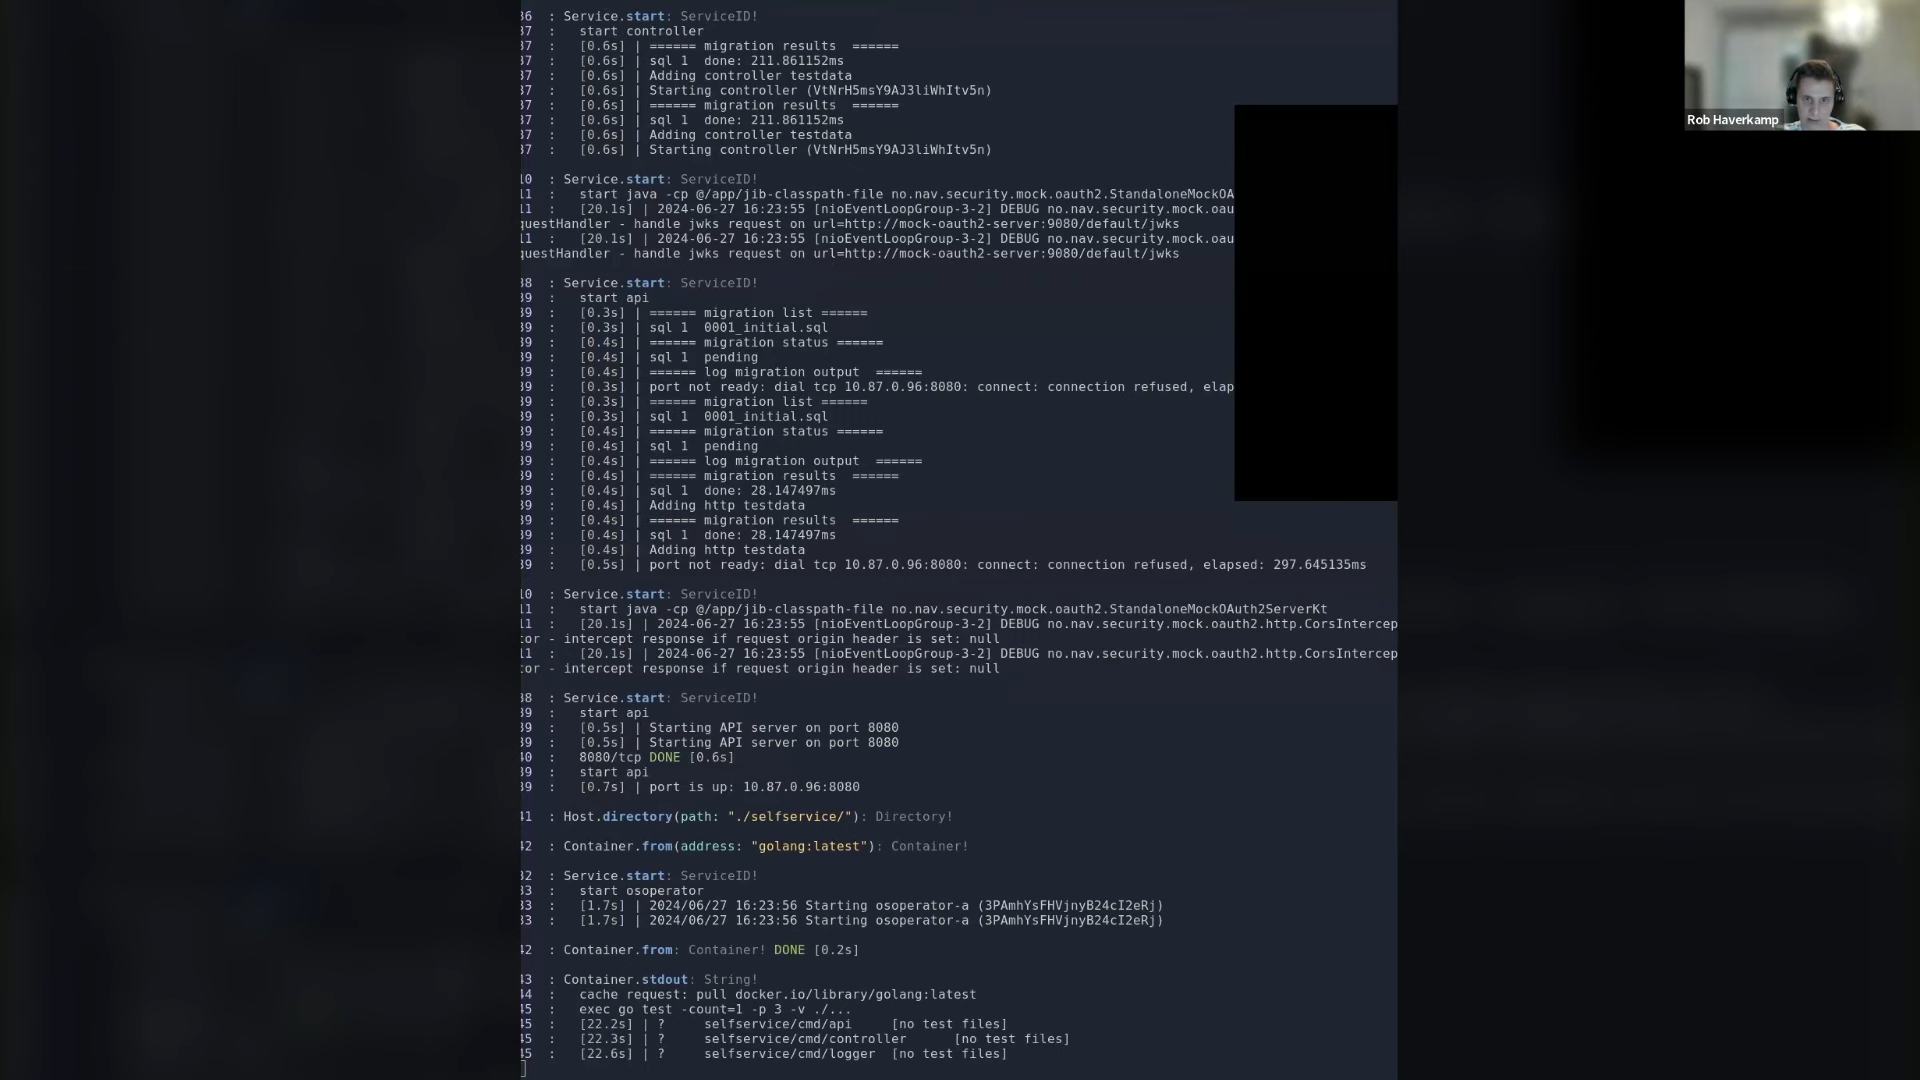 36  : Service.start: ServiceID!
37  :   start controller
37  :   [0.6s] | ====== migration results  ======
37  :   [0.6s] | sql 1  done: 211.861152ms
37  :   [0.6s] | Adding controller testdata
37  :   [0.6s] | Starting controller (VtNrH5msY9AJ3liWhItv5n)
37  :   [0.6s] | ====== migration results  ======
37  :   [0.6s] | sql 1  done: 211.861152ms
37  :   [0.6s] | Adding controller testdata
37  :   [0.6s] | Starting controller (VtNrH5msY9AJ3liWhItv5n)
10  : Service.start: ServiceID!
11  :   start java -cp @/app/jib-classpath-file no.nav.security.mock.oauth2.StandaloneMockOA
11  :   [20.1s] | 2024-06-27 16:23:55 [nioEventLoopGroup-3-2] DEBUG no.nav.security.mock.oau
questHandler - handle jwks request on url=http://mock-oauth2-server:9080/default/jwks
11  :   [20.1s] | 2024-06-27 16:23:55 [nioEventLoopGroup-3-2] DEBUG no.nav.security.mock.oau
questHandler - handle jwks request on url=http://mock-oauth2-server:9080/default/jwks
38  : Service.start: ServiceID!
39  :   start api
39  :   [0.3s] | ====== migration list ======
39  :   [0.3s] | sql 1  0001_initial.sql
39  :   [0.4s] | ====== migration status ======
39  :   [0.4s] | sql 1  pending
39  :   [0.4s] | ====== log migration output  ======
39  :   [0.3s] | port not ready: dial tcp 10.87.0.96:8080: connect: connection refused, elap
39  :   [0.3s] | ====== migration list ======
39  :   [0.3s] | sql 1  0001_initial.sql
39  :   [0.4s] | ====== migration status ======
39  :   [0.4s] | sql 1  pending
39  :   [0.4s] | ====== log migration output  ======
39  :   [0.4s] | ====== migration results  ======
39  :   [0.4s] | sql 1  done: 28.147497ms
39  :   [0.4s] | Adding http testdata
39  :   [0.4s] | ====== migration results  ======
39  :   [0.4s] | sql 1  done: 28.147497ms
39  :   [0.4s] | Adding http testdata
39  :   [0.5s] | port not ready: dial tcp 10.87.0.96:8080: connect: connection refused, elapsed: 297.645135ms
10  : Service.start: ServiceID!
11  :   start java -cp @/app/jib-classpath-file no.nav.security.mock.oauth2.StandaloneMockOAuth2ServerKt
11  :   [20.1s] | 2024-06-27 16:23:55 [nioEventLoopGroup-3-2] DEBUG no.nav.security.mock.oauth2.http.CorsIntercep
tor - intercept response if request origin header is set: null
11  :   [20.1s] | 2024-06-27 16:23:55 [nioEventLoopGroup-3-2] DEBUG no.nav.security.mock.oauth2.http.CorsIntercep
tor - intercept response if request origin header is set: null
38  : Service.start: ServiceID!
39  :   start api
39  :   [0.5s] | Starting API server on port 8080
39  :   [0.5s] | Starting API server on port 8080
40  :   8080/tcp DONE [0.6s]
39  :   start api
39  :   [0.7s] | port is up: 10.87.0.96:8080
41  : Host.directory(path: "./selfservice/"): Directory!
42  : Container.from(address: "golang:latest"): Container!
32  : Service.start: ServiceID!
33  :   start osoperator
33  :   [1.7s] | 2024/06/27 16:23:56 Starting osoperator-a (3PAmhYsFHVjnyB24cI2eRj)
33  :   [1.7s] | 2024/06/27 16:23:56 Starting osoperator-a (3PAmhYsFHVjnyB24cI2eRj)
42  : Container.from: Container! DONE [0.2s]
43  : Container.stdout: String!
44  :   cache request: pull docker.io/library/golang:latest
45  :   exec go test -count=1 -p 3 -v ./...
45  :   [22.2s] | ?     selfservice/cmd/api     [no test files]
45  :   [22.3s] | ?     selfservice/cmd/controller      [no test files]
45  :   [22.6s] | ?     selfservice/cmd/logger  [no test files]
Rob Haverkamp